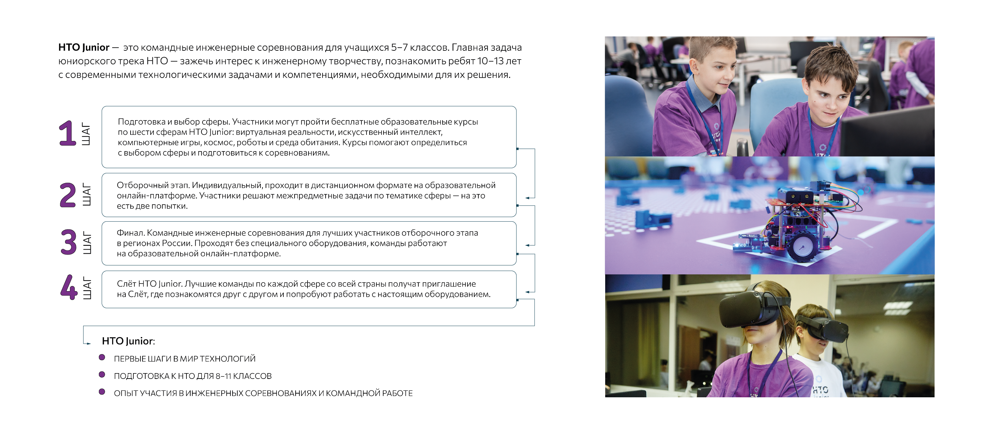 НТО Junior — это командные инженерные соревнования для учащихся 5–7 классов. Главная задача
юниорского трека НТО — зажечь интерес к инженерному творчеству, познакомить ребят 10–13 лет
с современными технологическими задачами и компетенциями, необходимыми для их решения.
1 ШАГ
Подготовка и выбор сферы. Участники могут пройти бесплатные образовательные курсы
по шести сферам НТО Junior: виртуальная реальности, искусственный интеллект,
компьютерные игры, космос, роботы и среда обитания. Курсы помогают определиться
с выбором сферы и подготовиться к соревнованиям.
2 ШАГ
Отборочный этап. Индивидуальный, проходит в дистанционном формате на образовательной
онлайн-платформе. Участники решают межпредметные задачи по тематике сферы — на это
есть две попытки.
3 ШАГ
Финал. Командные инженерные соревнования для лучших участников отборочного этапа
в регионах России. Проходят без специального оборудования, команды работают
на образовательной онлайн-платформе.
4 ШАГ
Слёт НТО Junior. Лучшие команды по каждой сфере со всей страны получат приглашение
на Слёт, где познакомятся друг с другом и попробуют работать с настоящим оборудованием.
НТО Junior:
ПЕРВЫЕ ШАГИ В МИР ТЕХНОЛОГИЙ
ПОДГОТОВКА К НТО ДЛЯ 8–11 КЛАССОВ
ОПЫТ УЧАСТИЯ В ИНЖЕНЕРНЫХ СОРЕВНОВАНИЯХ И КОМАНДНОЙ РАБОТЕ
НТО
НТО
НТО
НТО
junior